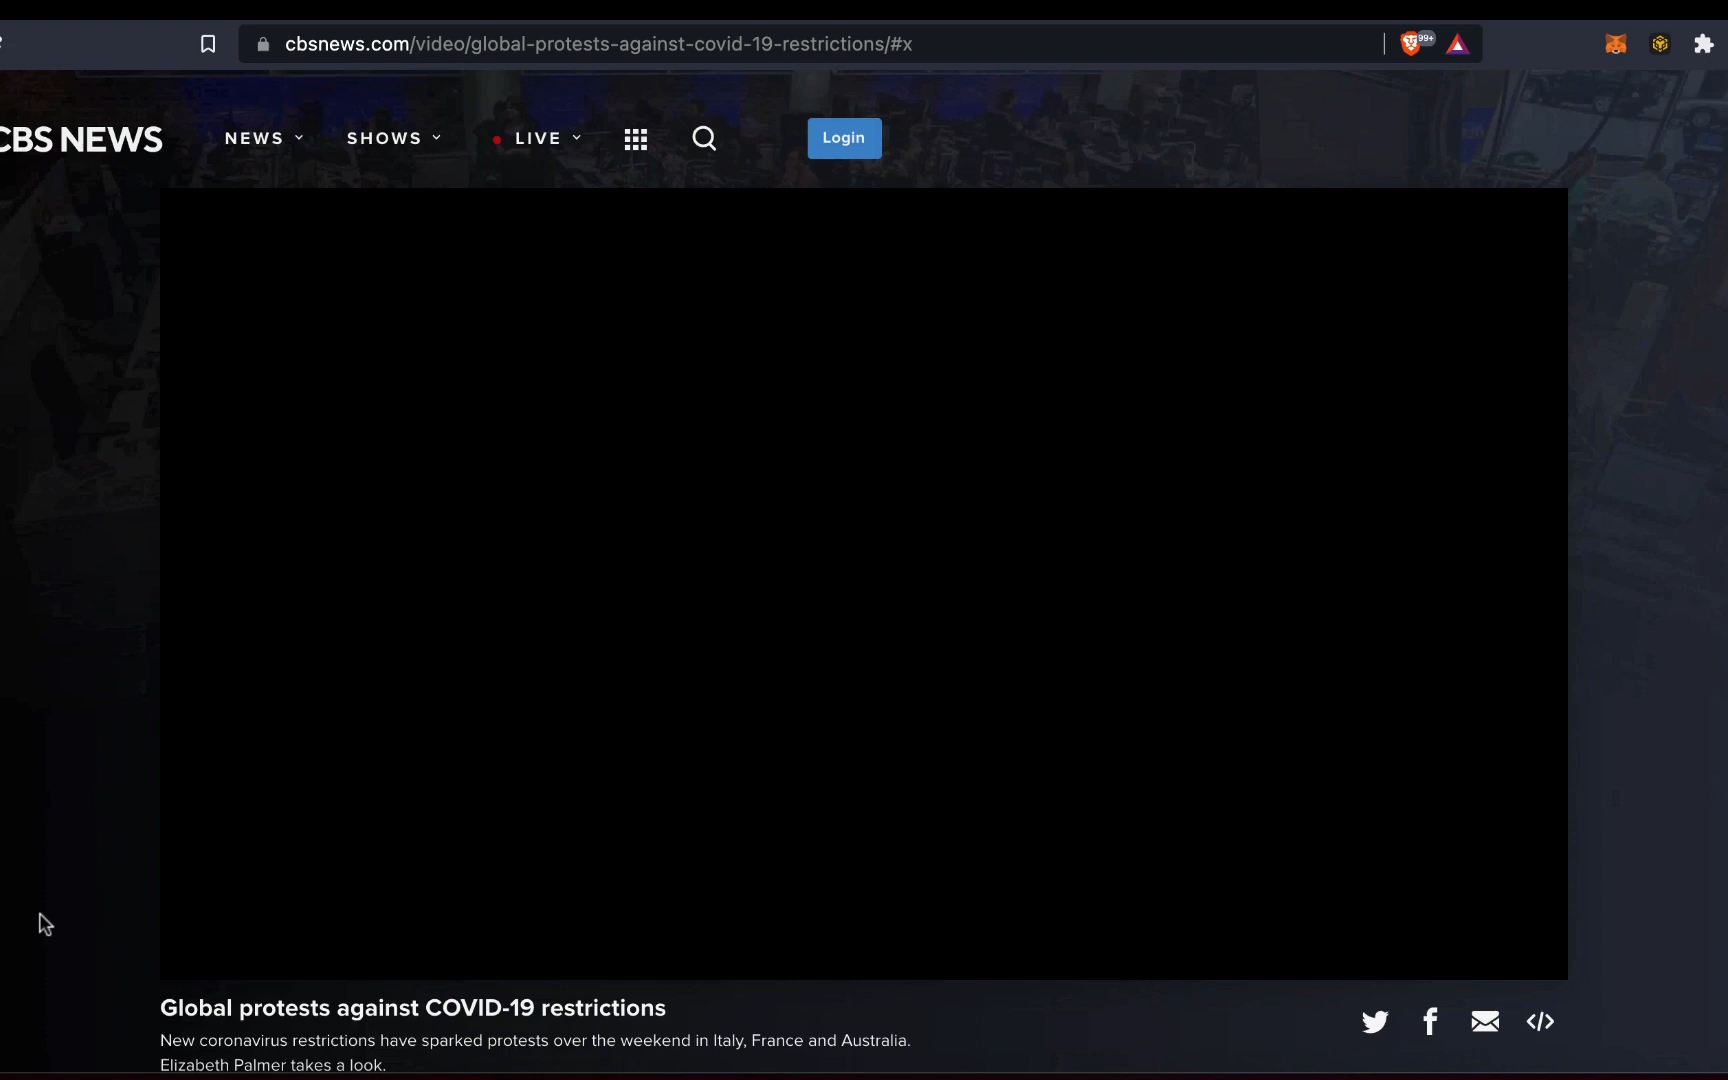 cbsnews.com/video/global-protests-against-covid-19-restrictions/#x
99+
CBS NEWS
NEWS
SHOWS
LIVE
Login
Global protests against COVID-19 restrictions
New coronavirus restrictions have sparked protests over the weekend in Italy, France and Australia.
Elizabeth Palmer takes a look.